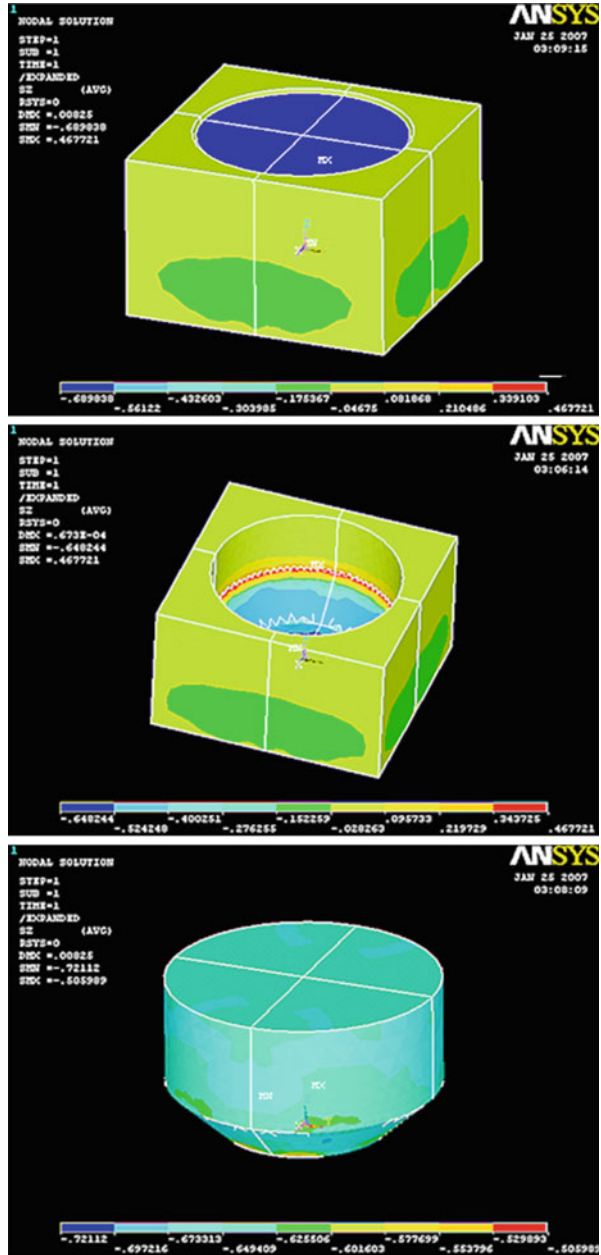 1
ANSYS
NODAL SOLUTION
JAN 25 2007
03:09:15
STEP=1
SUB =1
TIME=1
/EXPANDED
SZ (AVG)
RSYS=0
DMX =.00825
SMN =-.689838
SMX =.467721
MX
MN
X
-.689838 -.432603 -.175367 .081868 .339103
-.56122 -.303985 -.04675 .210486 .467721
1
ANSYS
NODAL SOLUTION
JAN 25 2007
03:06:14
STEP=1
SUB =1
TIME=1
/EXPANDED
SZ (AVG)
RSYS=0
DMX =.673E-04
SMN =-.648244
SMX =.467721
MX
MN
X
-.648244 -.400251 -.152259 .095733 .343725
-.524248 -.276255 -.028263 .219729 .467721
1
ANSYS
NODAL SOLUTION
JAN 25 2007
03:08:09
STEP=1
SUB =1
TIME=1
/EXPANDED
SZ (AVG)
RSYS=0
DMX =.00825
SMN =-.72112
SMX =-.505989
MN
MX
-.72112 -.673313 -.625506 -.577699 -.529893
-.697216 -.649409 -.601603 -.553796 -.505989